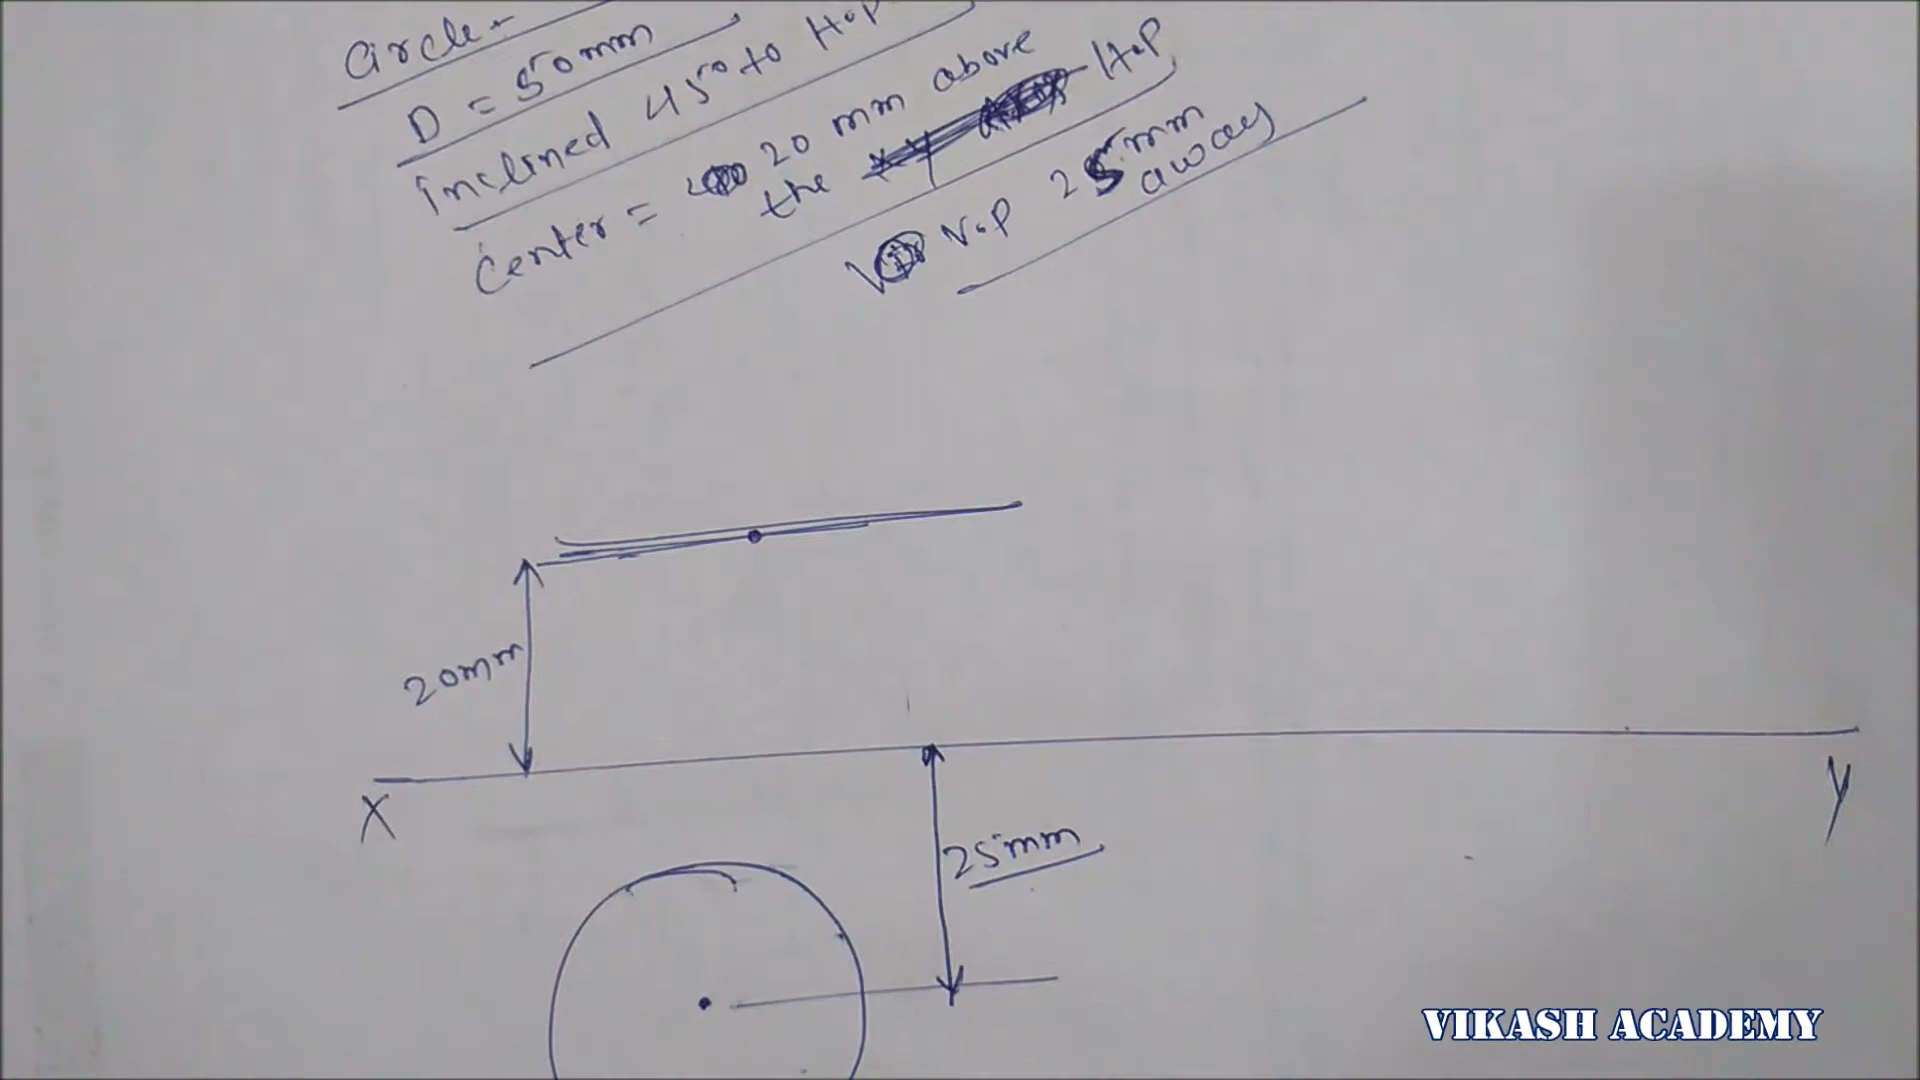 Circle-
D = 50mm
Inclined 45° to H.P
Center = 20 mm above
the H.P
V.P 25mm
away
20mm
X
Y
25mm
VIKASH ACADEMY